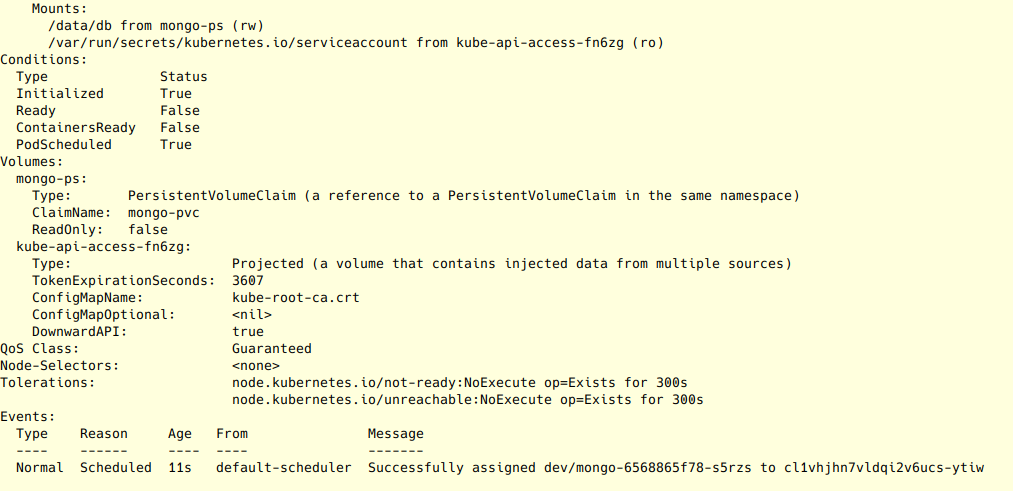 Mounts:
/data/db from mongo-ps (rw)
/var/run/secrets/kubernetes.io/serviceaccount from kube-api-access-fn6zg (ro)
Conditions:
Type Status
Initialized True
Ready False
ContainersReady False
PodScheduled True
Volumes:
mongo-ps:
Type: PersistentVolumeClaim (a reference to a PersistentVolumeClaim in the same namespace)
ClaimName: mongo-pvc
ReadOnly: false
kube-api-access-fn6zg:
Type: Projected (a volume that contains injected data from multiple sources)
TokenExpirationSeconds: 3607
ConfigMapName: kube-root-ca.crt
ConfigMapOptional: <nil>
DownwardAPI: true
QoS Class: Guaranteed
Node-Selectors: <none>
Tolerations: node.kubernetes.io/not-ready:NoExecute op=Exists for 300s
node.kubernetes.io/unreachable:NoExecute op=Exists for 300s
Events:
Type Reason Age From Message
---- ------ ---- ---- -------
Normal Scheduled 11s default-scheduler Successfully assigned dev/mongo-6568865f78-s5rzs to cl1vhjhn7vldqi2v6ucs-ytiw